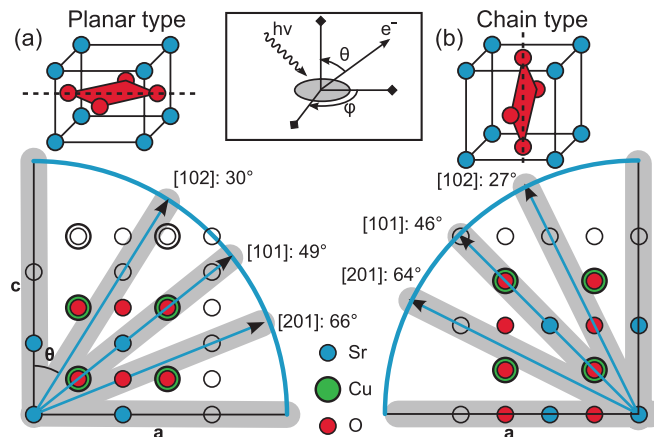 (a) Planar type
hν
e-
θ
φ
(b) Chain type
[102]: 30°
[101]: 49°
[201]: 66°
c
θ
a
[102]: 27°
[101]: 46°
[201]: 64°
a
Sr
Cu
O